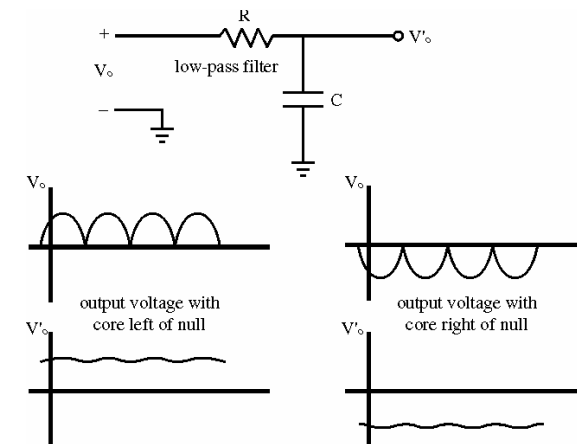 R
+
V'ₒ
Vₒ
low-pass filter
C
−
Vₒ
Vₒ
output voltage with
core left of null
output voltage with
core right of null
V'ₒ
V'ₒ